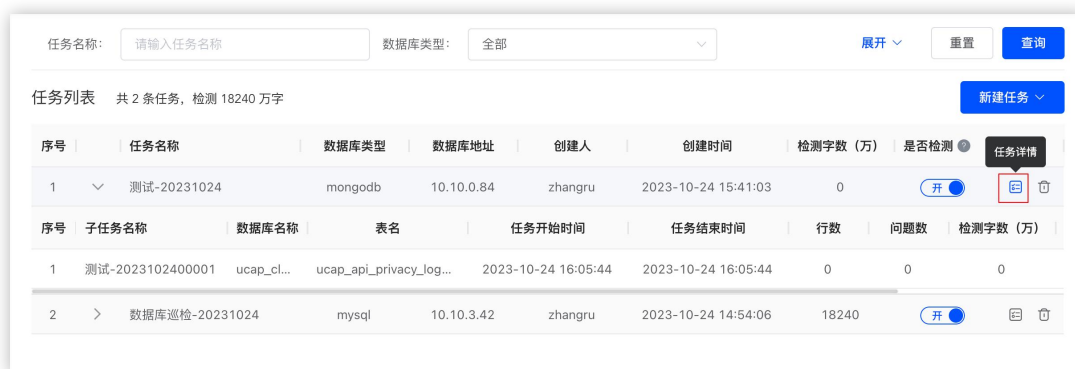 任务名称： 请输入任务名称 数据库类型： 全部 展开 重置 查询
任务列表 共 2 条任务，检测 18240 万字 新建任务
序号 任务名称 数据库类型 数据库地址 创建人 创建时间 检测字数（万） 是否检测 ? 任务详情
1 测试-20231024 mongodb 10.10.0.84 zhangru 2023-10-24 15:41:03 0 开
序号 子任务名称 数据库名称 表名 任务开始时间 任务结束时间 行数 问题数 检测字数（万）
1 测试-2023102400001 ucap_cl... ucap_api_privacy_log... 2023-10-24 16:05:44 2023-10-24 16:05:44 0 0 0
2 数据库巡检-20231024 mysql 10.10.3.42 zhangru 2023-10-24 14:54:06 18240 开